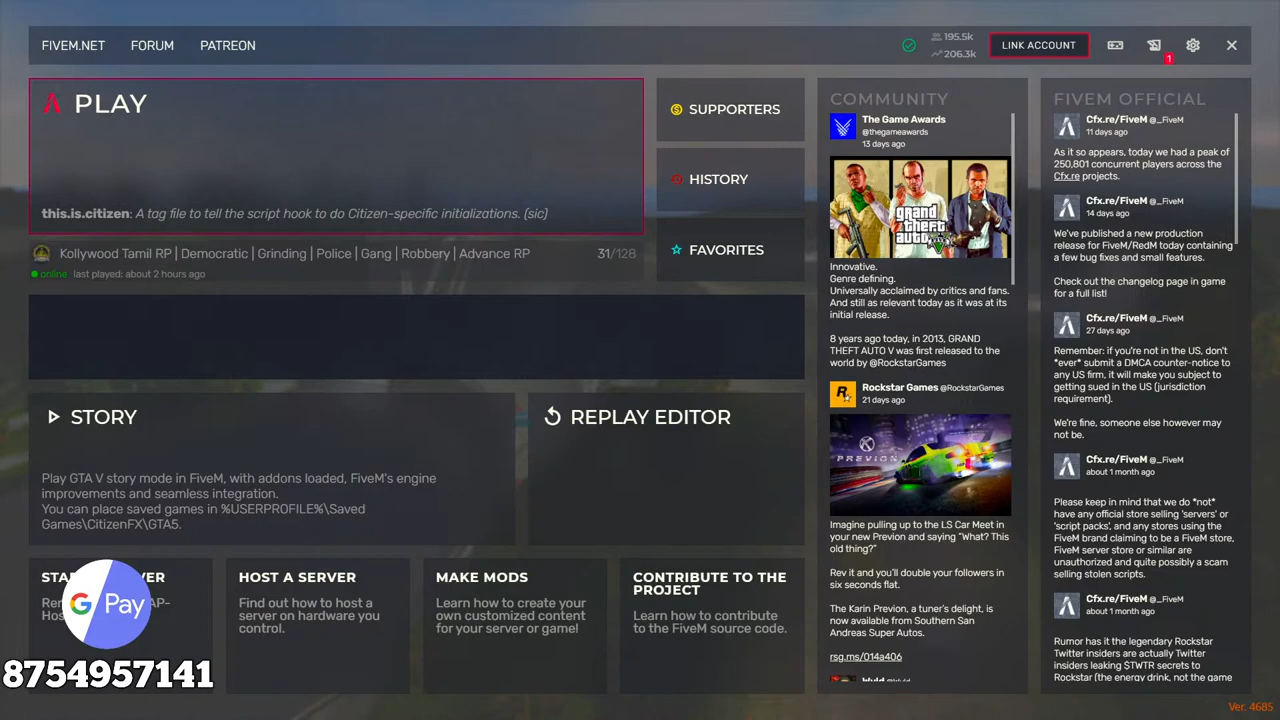 FIVEM.NET FORUM PATREON
195.5k
206.3k
LINK ACCOUNT
1
PLAY
this.is.citizen: A tag file to tell the script hook to do Citizen-specific initializations. (sic)
Kollywood Tamil RP | Democratic | Grinding | Police | Gang | Robbery | Advance RP 31/128
online last played: about 2 hours ago
SUPPORTERS
HISTORY
FAVORITES
STORY
Play GTA V story mode in FiveM, with addons loaded, FiveM's engine
improvements and seamless integration.
You can place saved games in %USERPROFILE%\Saved
Games\CitizenFX\GTA5.
REPLAY EDITOR
HOST A SERVER
Find out how to host a
server on hardware you
control.
MAKE MODS
Learn how to create your
own customized content
for your server or game!
CONTRIBUTE TO THE
PROJECT
Learn how to contribute
to the FiveM source code.
G Pay
8754957141
COMMUNITY
The Game Awards
@thegameawards
13 days ago
grand
theft
auto
Innovative.
Genre defining.
Universally acclaimed by critics and fans.
And still as relevant today as it was at its
initial release.
8 years ago today, in 2013, GRAND
THEFT AUTO V was first released to the
world by @RockstarGames
Rockstar Games @RockstarGames
21 days ago
PREVION
Imagine pulling up to the LS Car Meet in
your new Previon and saying "What? This
old thing?"
Rev it and you'll double your followers in
six seconds flat.
The Karin Previon, a tuner's delight, is
now available from Southern San
Andreas Super Autos.
rsg.ms/014a406
FIVEM OFFICIAL
Cfx.re/FiveM @_FiveM
11 days ago
As it so appears, today we had a peak of
250,801 concurrent players across the
Cfx.re projects.
Cfx.re/FiveM @_FiveM
14 days ago
We've published a new production
release for FiveM/RedM today containing
a few bug fixes and small features.
Check out the changelog page in game
for a full list!
Cfx.re/FiveM @_FiveM
27 days ago
Remember: if you're not in the US, don't
*ever* submit a DMCA counter-notice to
any US firm, it will make you subject to
getting sued in the US (jurisdiction
requirement).
We're fine, someone else however may
not be.
Cfx.re/FiveM @_FiveM
about 1 month ago
Please keep in mind that we do *not*
have any official store selling 'servers' or
'script packs', and any stores using the
FiveM brand claiming to be a FiveM store,
FiveM server store or similar are
unauthorized and quite possibly a scam
selling stolen scripts.
Cfx.re/FiveM @_FiveM
about 1 month ago
Rumor has it the legendary Rockstar
Twitter insiders are actually Twitter
insiders leaking $TWTR secrets to
Rockstar (the energy drink, not the game
Ver. 4685